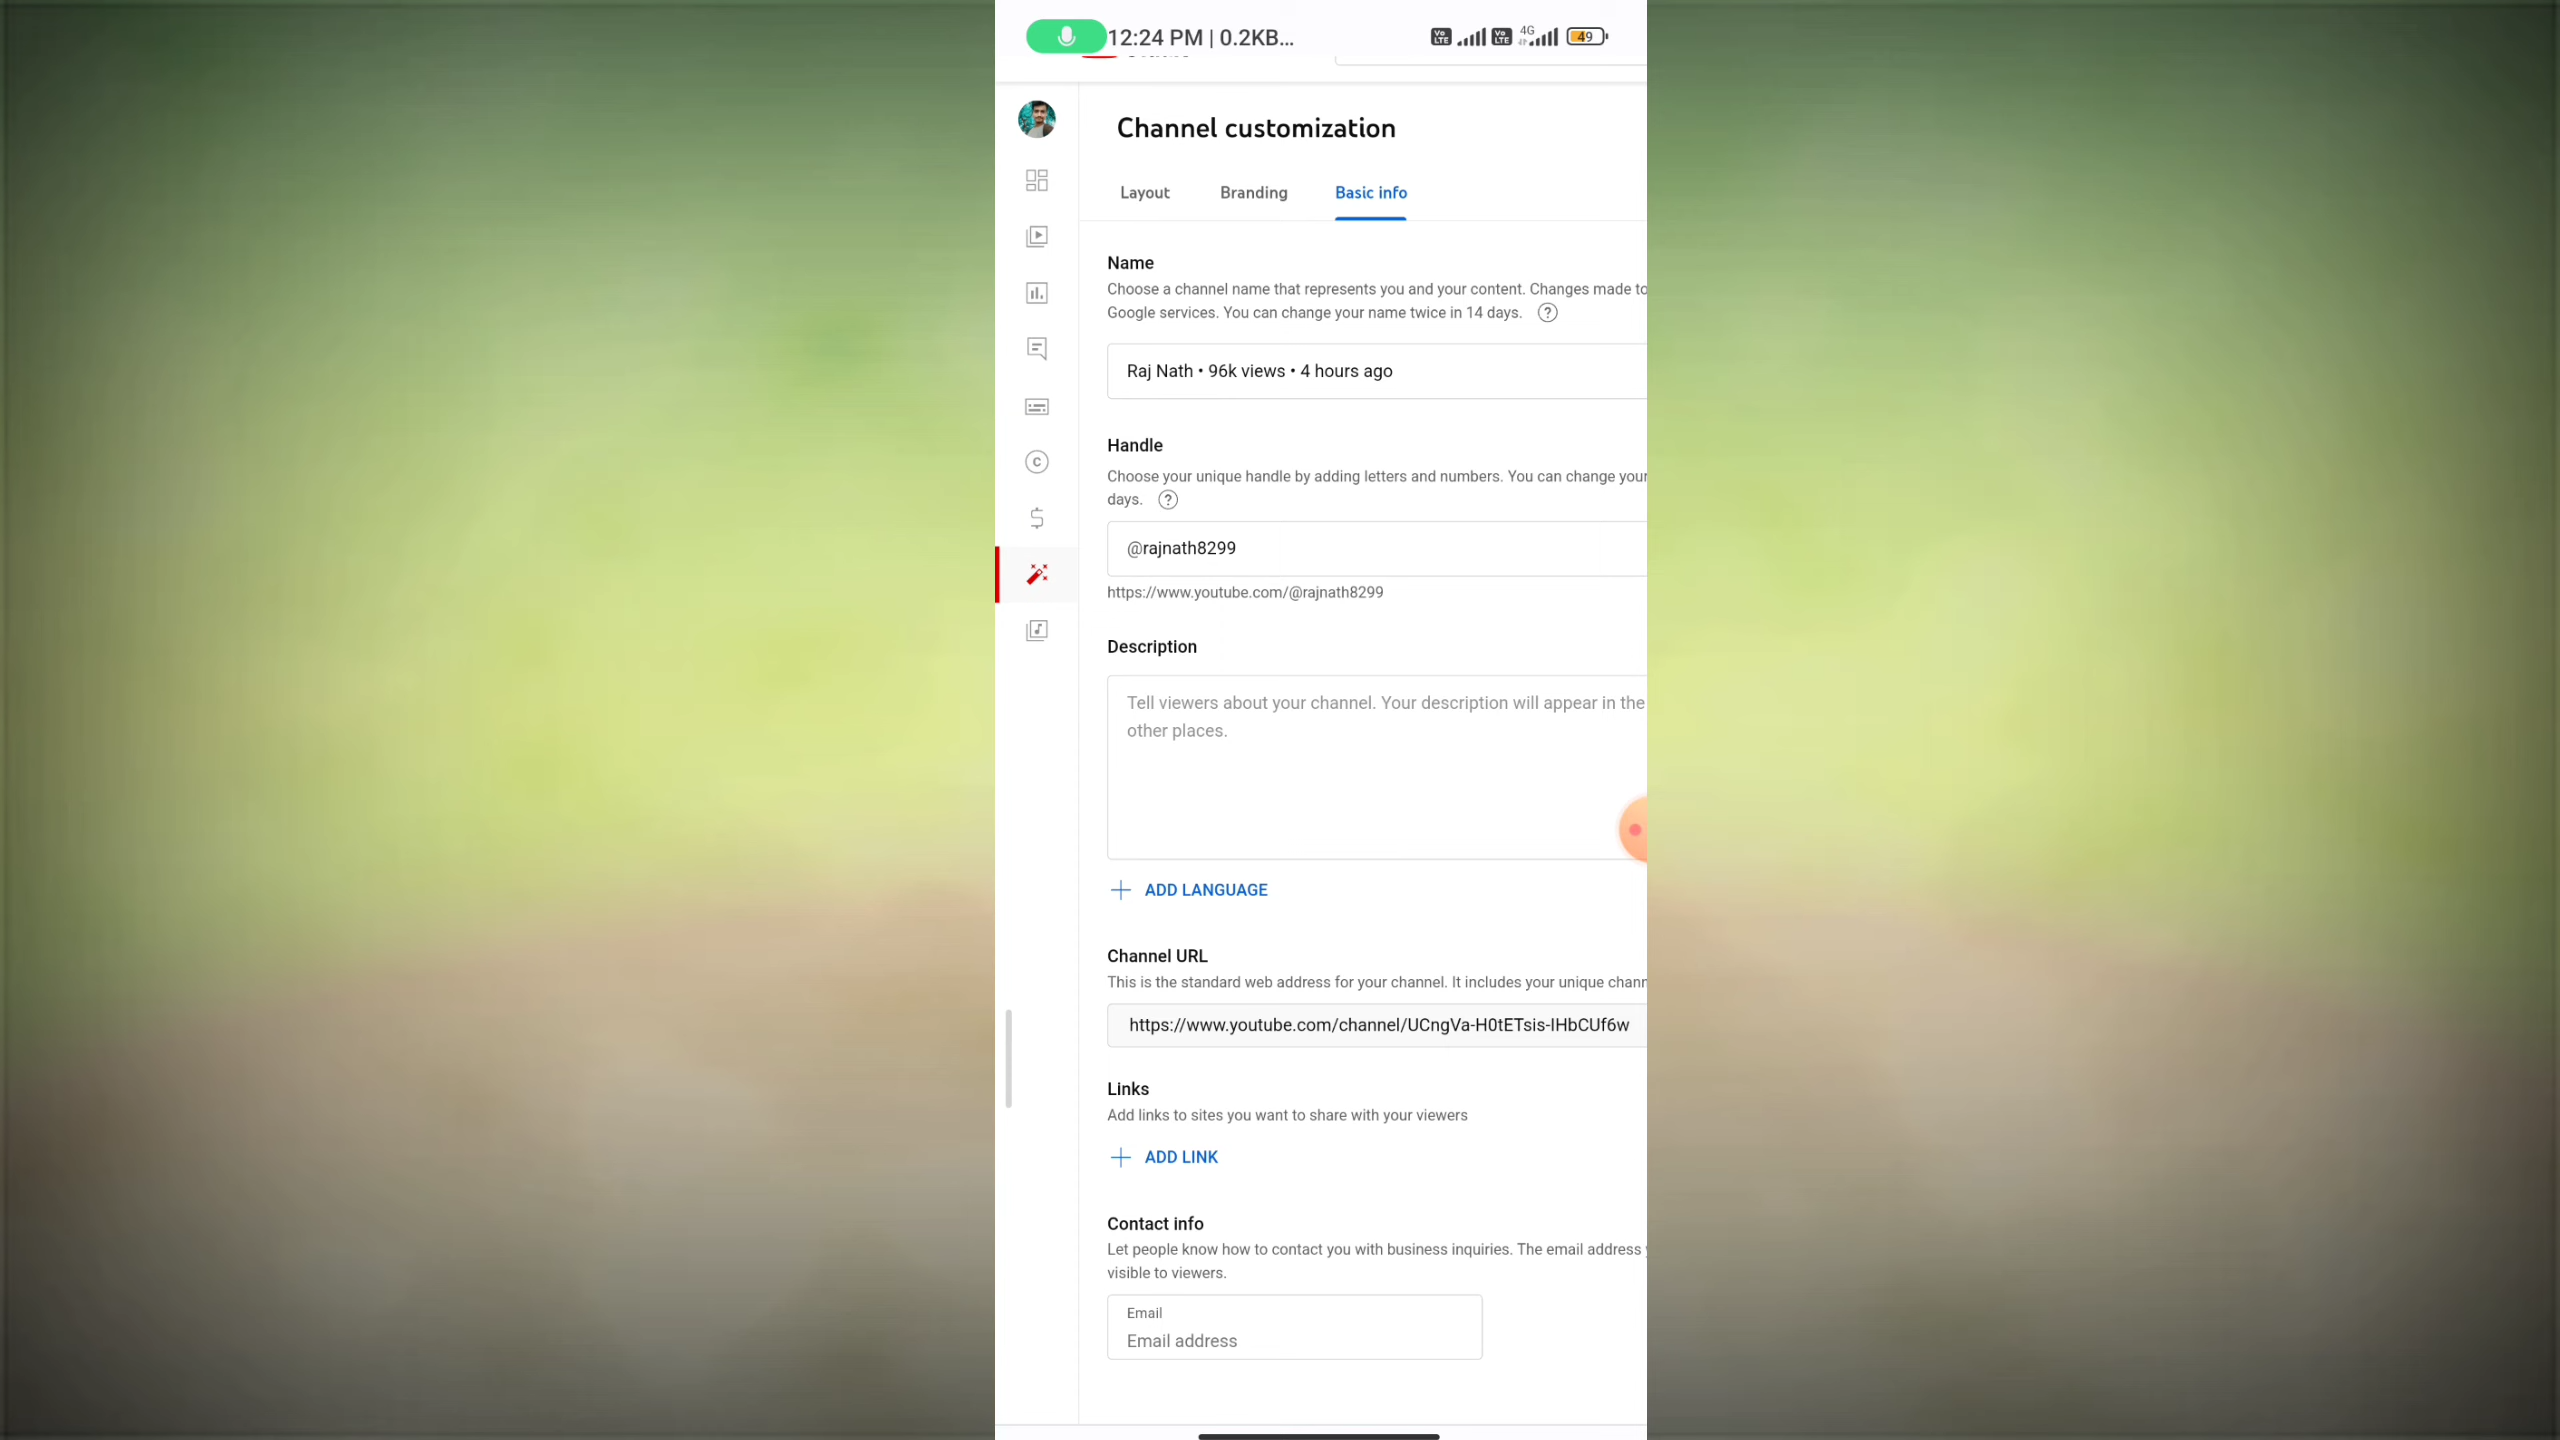 12:24 PM | 0.2KB...
4G
49
Channel customization
Layout Branding Basic info
Name
Choose a channel name that represents you and your content. Changes made to
Google services. You can change your name twice in 14 days.
Raj Nath • 96k views • 4 hours ago
Handle
Choose your unique handle by adding letters and numbers. You can change your
days.
@rajnath8299
https://www.youtube.com/@rajnath8299
Description
Tell viewers about your channel. Your description will appear in the
other places.
ADD LANGUAGE
Channel URL
This is the standard web address for your channel. It includes your unique chann
https://www.youtube.com/channel/UCngVa-H0tETsis-lHbCUf6w
Links
Add links to sites you want to share with your viewers
ADD LINK
Contact info
Let people know how to contact you with business inquiries. The email address
visible to viewers.
Email
Email address